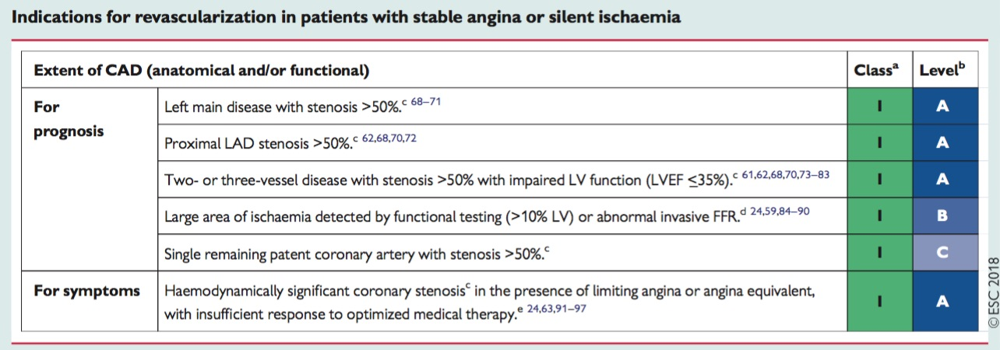 Indications for revascularization in patients with stable angina or silent ischaemia
Extent of CAD (anatomical and/or functional) Classᵃ Levelᵇ
For prognosis
Left main disease with stenosis >50%.ᶜ ⁶⁸⁻⁷¹ I A
Proximal LAD stenosis >50%.ᶜ ⁶²,⁶⁸,⁷⁰,⁷² I A
Two- or three-vessel disease with stenosis >50% with impaired LV function (LVEF ≤35%).ᶜ ⁶¹,⁶²,⁶⁸,⁷⁰,⁷³⁻⁸³ I A
Large area of ischaemia detected by functional testing (>10% LV) or abnormal invasive FFR.ᵈ ²⁴,⁵⁹,⁸⁴⁻⁹⁰ I B
Single remaining patent coronary artery with stenosis >50%.ᶜ I C
For symptoms
Haemodynamically significant coronary stenosisᶜ in the presence of limiting angina or angina equivalent,
with insufficient response to optimized medical therapy.ᵉ ²⁴,⁶³,⁹¹⁻⁹⁷ I A
©ESC 2018